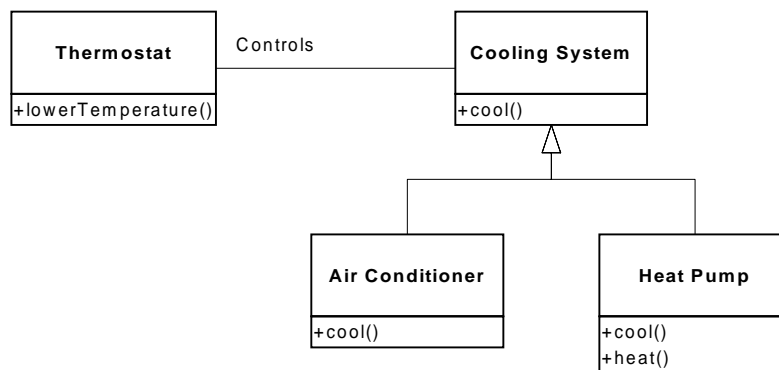 Thermostat
+lowerTemperature()
Controls
Cooling System
+cool()
Air Conditioner
+cool()
Heat Pump
+cool()
+heat()